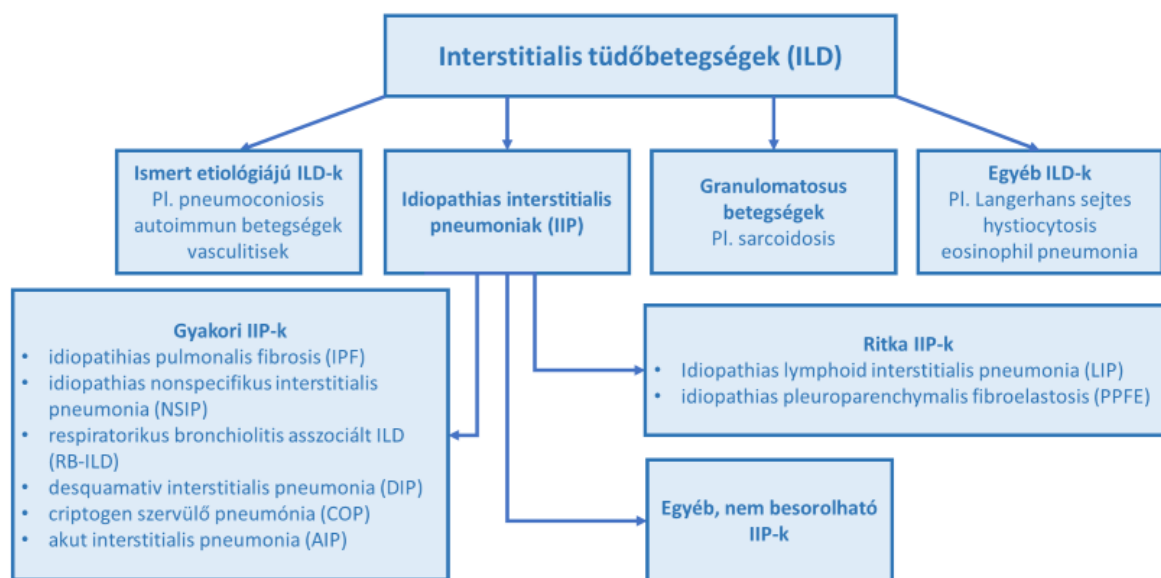 Interstitialis tüdőbetegségek (ILD)
Ismert etiológiájú ILD-k
Pl. pneumoconiosis
autoimmun betegségek
vasculitisek
Idiopathias interstitialis
pneumoniak (IIP)
Granulomatosus
betegségek
Pl. sarcoidosis
Egyéb ILD-k
Pl. Langerhans sejtes
hystiocytosis
eosinophil pneumonia
Gyakori IIP-k
• idiopatihias pulmonalis fibrosis (IPF)
• idiopathias nonspecifikus interstitialis
pneumonia (NSIP)
• respiratorikus bronchiolitis asszociált ILD
(RB-ILD)
• desquamativ interstitialis pneumonia (DIP)
• criptogen szervülő pneumónia (COP)
• akut interstitialis pneumonia (AIP)
Ritka IIP-k
• Idiopathias lymphoid interstitialis pneumonia (LIP)
• idiopathias pleuroparenchymalis fibroelastosis (PPFE)
Egyéb, nem besorolható
IIP-k